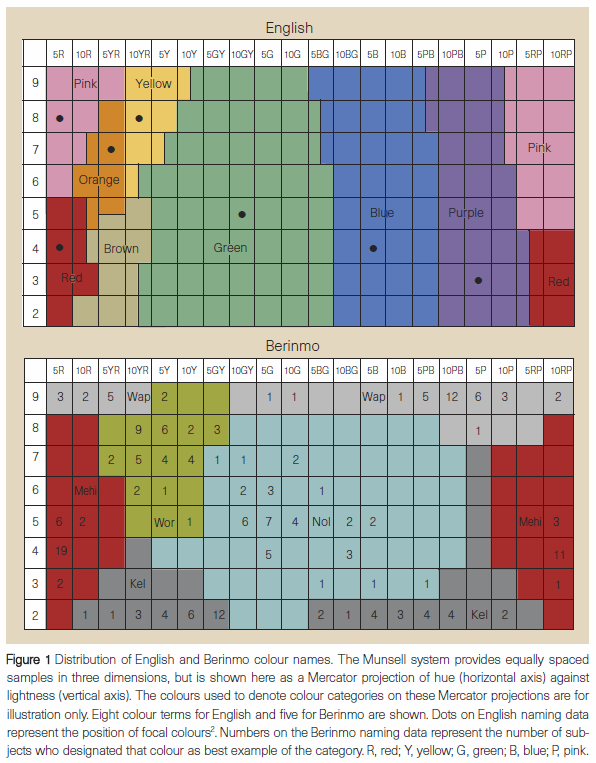 English
5R 10R 5YR 10YR 5Y 10Y 5GY 10GY 5G 10G 5BG 10BG 5B 10B 5PB 10PB 5P 10P 5RP 10RP
9 Pink Yellow
8
7 Pink
6 Orange
5 Blue Purple
4 Brown Green
3 Red Red
2
Berinmo
5R 10R 5YR 10YR 5Y 10Y 5GY 10GY 5G 10G 5BG 10BG 5B 10B 5PB 10PB 5P 10P 5RP 10RP
9 3 2 5 Wap 2 1 1 Wap 1 5 12 6 3 2
8 9 6 2 3 1
7 2 5 4 4 1 1 2
6 Mehi 2 1 2 3 1
5 6 2 Wor 1 6 7 4 Nol 2 2 Mehi 3
4 19 5 3 11
3 2 Kel 1 1 1 1
2 1 1 3 4 6 12 2 1 4 3 4 4 Kel 2
Figure 1 Distribution of English and Berinmo colour names. The Munsell system provides equally spaced
samples in three dimensions, but is shown here as a Mercator projection of hue (horizontal axis) against
lightness (vertical axis). The colours used to denote colour categories on these Mercator projections are for
illustration only. Eight colour terms for English and five for Berinmo are shown. Dots on English naming data
represent the position of focal colours². Numbers on the Berinmo naming data represent the number of sub-
jects who designated that colour as best example of the category. R, red; Y, yellow; G, green; B, blue; P, pink.